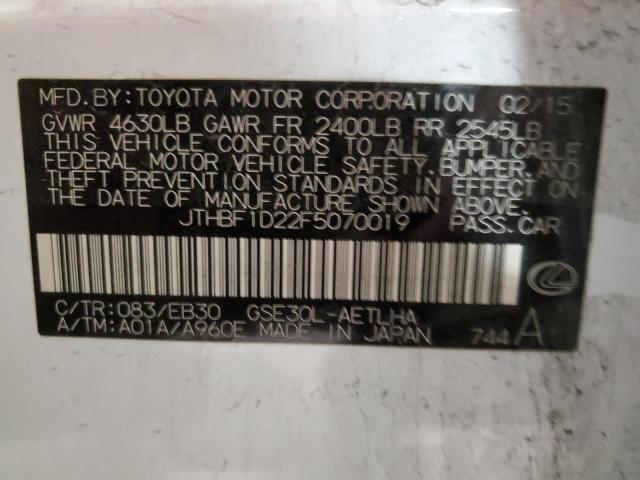 MFD. BY: TOYOTA MOTOR CORPORATION 02/15
GVWR 4630LB GAWR FR 2400LB RR 2545LB
THIS VEHICLE CONFORMS TO ALL APPLICABLE
FEDERAL MOTOR VEHICLE SAFETY, BUMPER, AND
THEFT PREVENTION STANDARDS IN EFFECT ON
THE DATE OF MANUFACTURE SHOWN ABOVE.
JTHBF1D22F5070019 PASS. CAR
C/TR: 083/EB30 GSE30L-AETLHA
A/TM: A01A/A960E MADE IN JAPAN 744 A